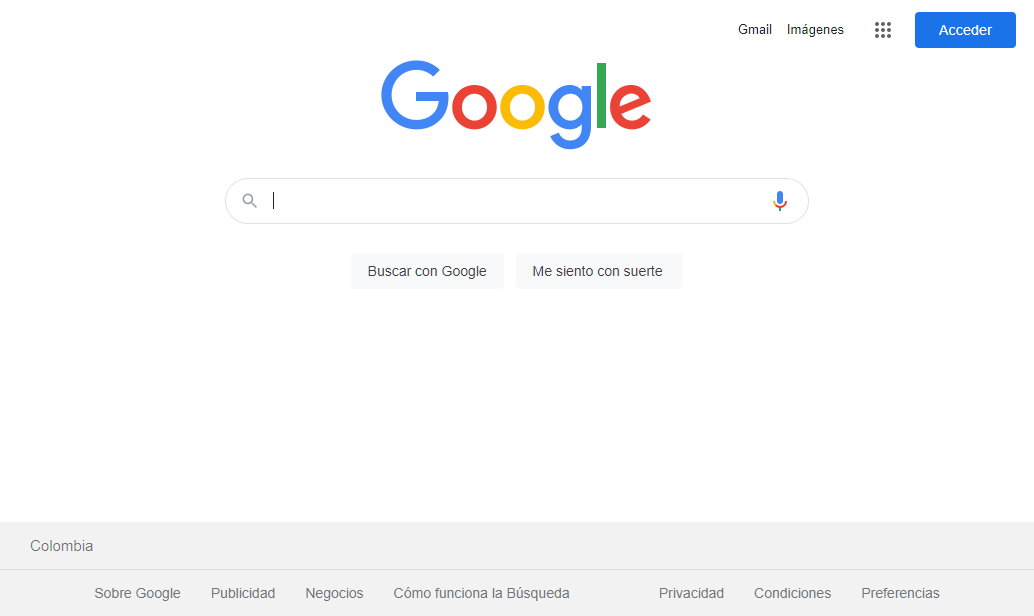 Gmail Imágenes Acceder
Google
Buscar con Google Me siento con suerte
Colombia
Sobre Google Publicidad Negocios Cómo funciona la Búsqueda Privacidad Condiciones Preferencias